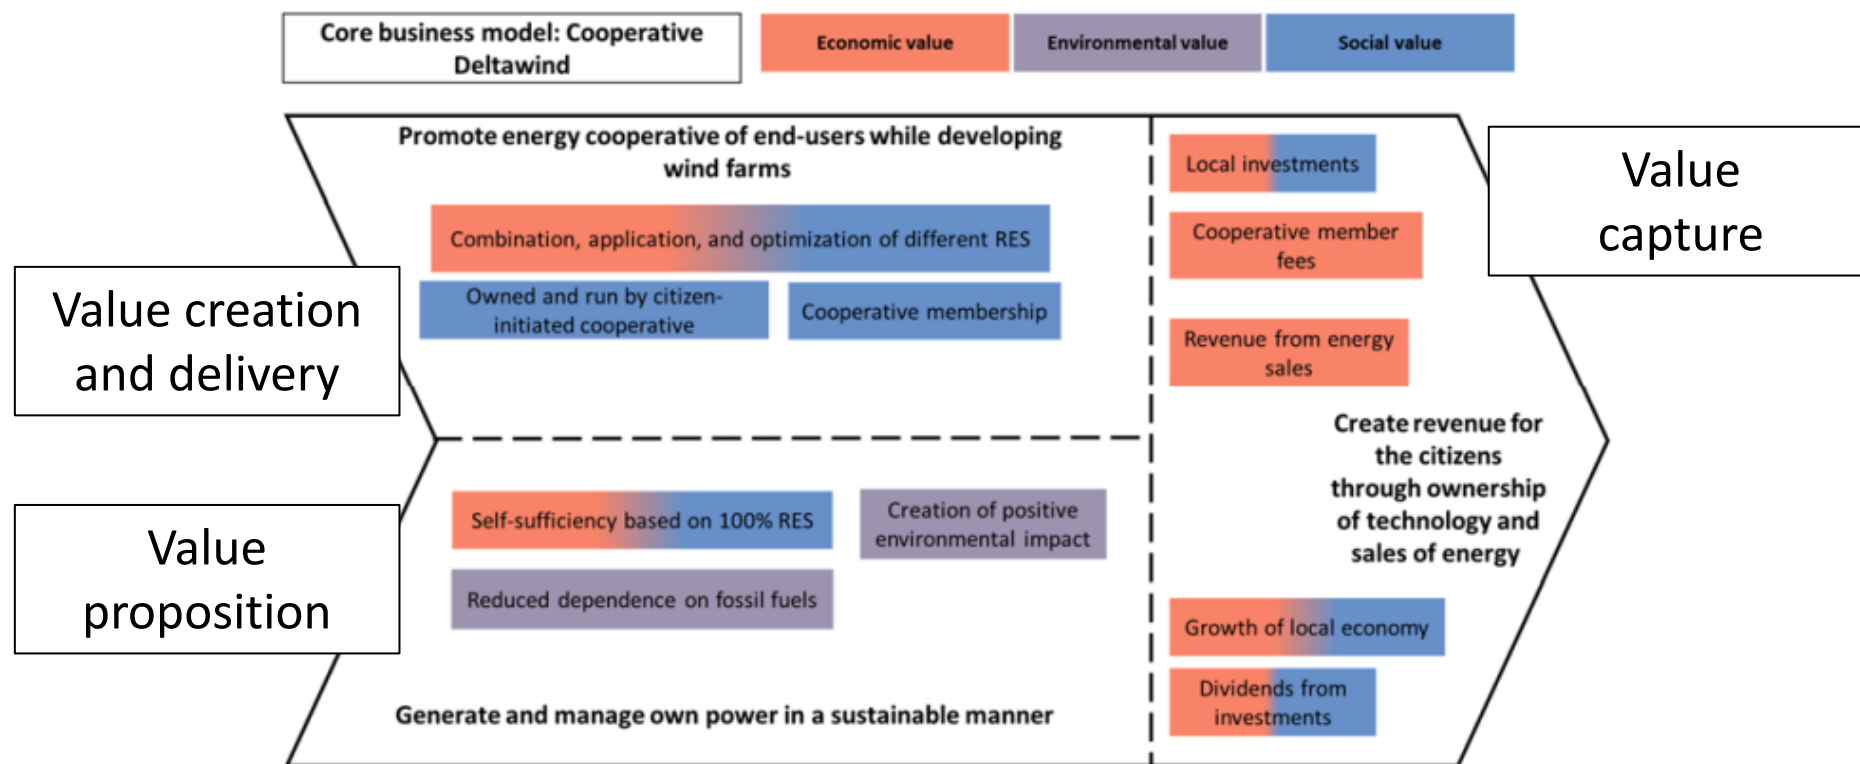 Core business model: Cooperative
Deltawind
Economic value
Environmental value
Social value
Promote energy cooperative of end-users while developing
wind farms
Combination, application, and optimization of different RES
Owned and run by citizen-
initiated cooperative
Cooperative membership
Value creation
and delivery
Self-sufficiency based on 100% RES
Creation of positive
environmental impact
Reduced dependence on fossil fuels
Value
proposition
Generate and manage own power in a sustainable manner
Local investments
Cooperative member
fees
Revenue from energy
sales
Value
capture
Create revenue for
the citizens
through ownership
of technology and
sales of energy
Growth of local economy
Dividends from
investments